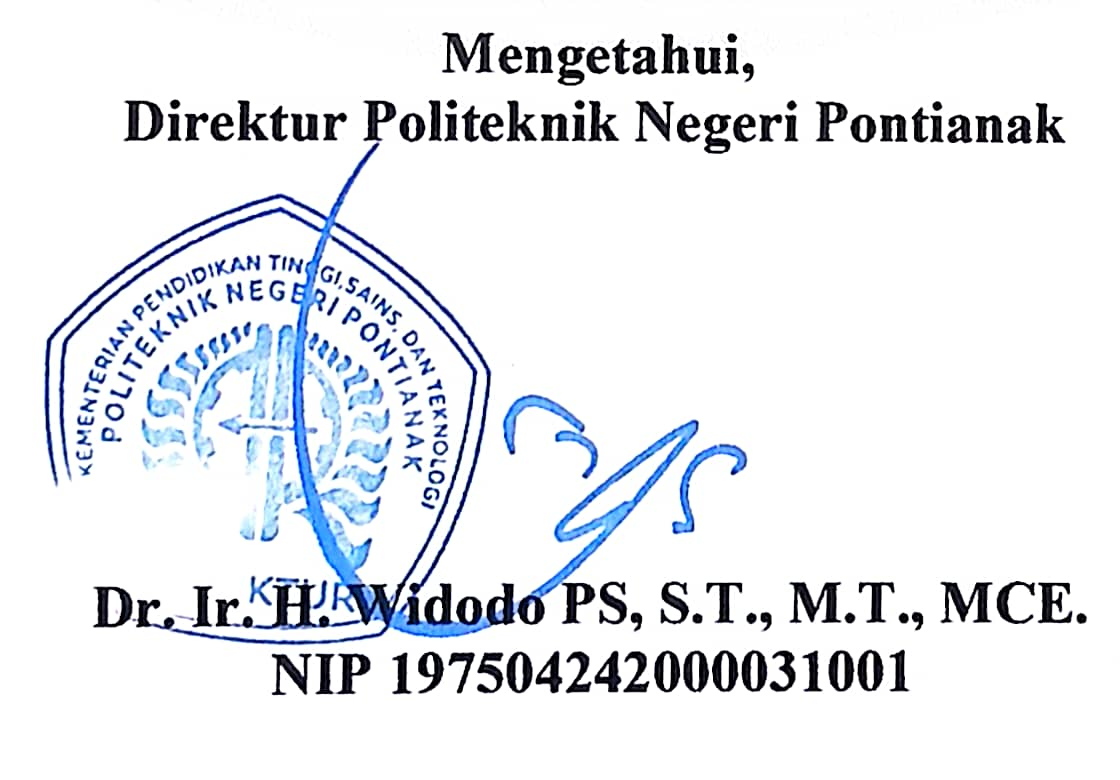 Mengetahui,
Direktur Politeknik Negeri Pontianak
KEMENTERIAN PENDIDIKAN TINGGI, SAINS, DAN TEKNOLOGI
POLITEKNIK NEGERI PONTIANAK
Dr. Ir. H. Widodo PS, S.T., M.T., MCE.
NIP 197504242000031001